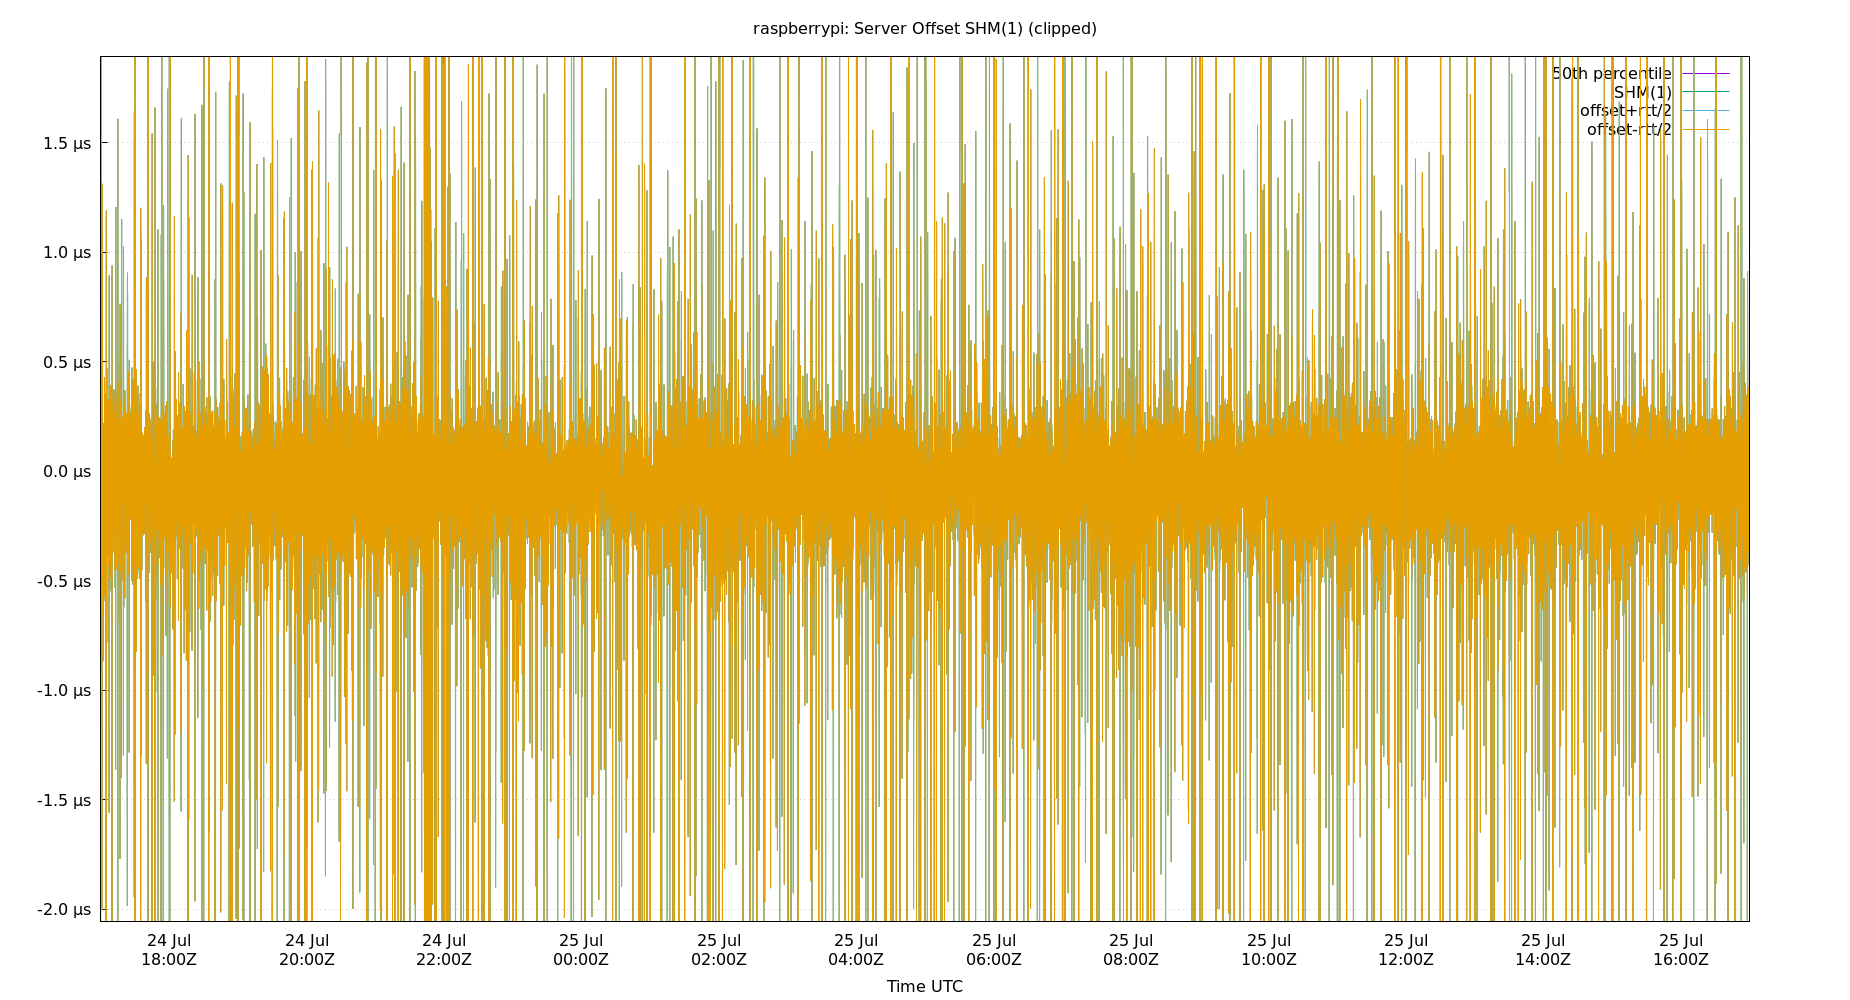 raspberrypi: Server Offset SHM(1) (clipped)
50th percentile
SHM(1)
offset+rtt/2
offset-rtt/2
1.5 µs
1.0 µs
0.5 µs
0.0 µs
-0.5 µs
-1.0 µs
-1.5 µs
-2.0 µs
24 Jul 24 Jul 24 Jul 25 Jul 25 Jul 25 Jul 25 Jul 25 Jul 25 Jul 25 Jul 25 Jul 25 Jul
18:00Z 20:00Z 22:00Z 00:00Z 02:00Z 04:00Z 06:00Z 08:00Z 10:00Z 12:00Z 14:00Z 16:00Z
Time UTC